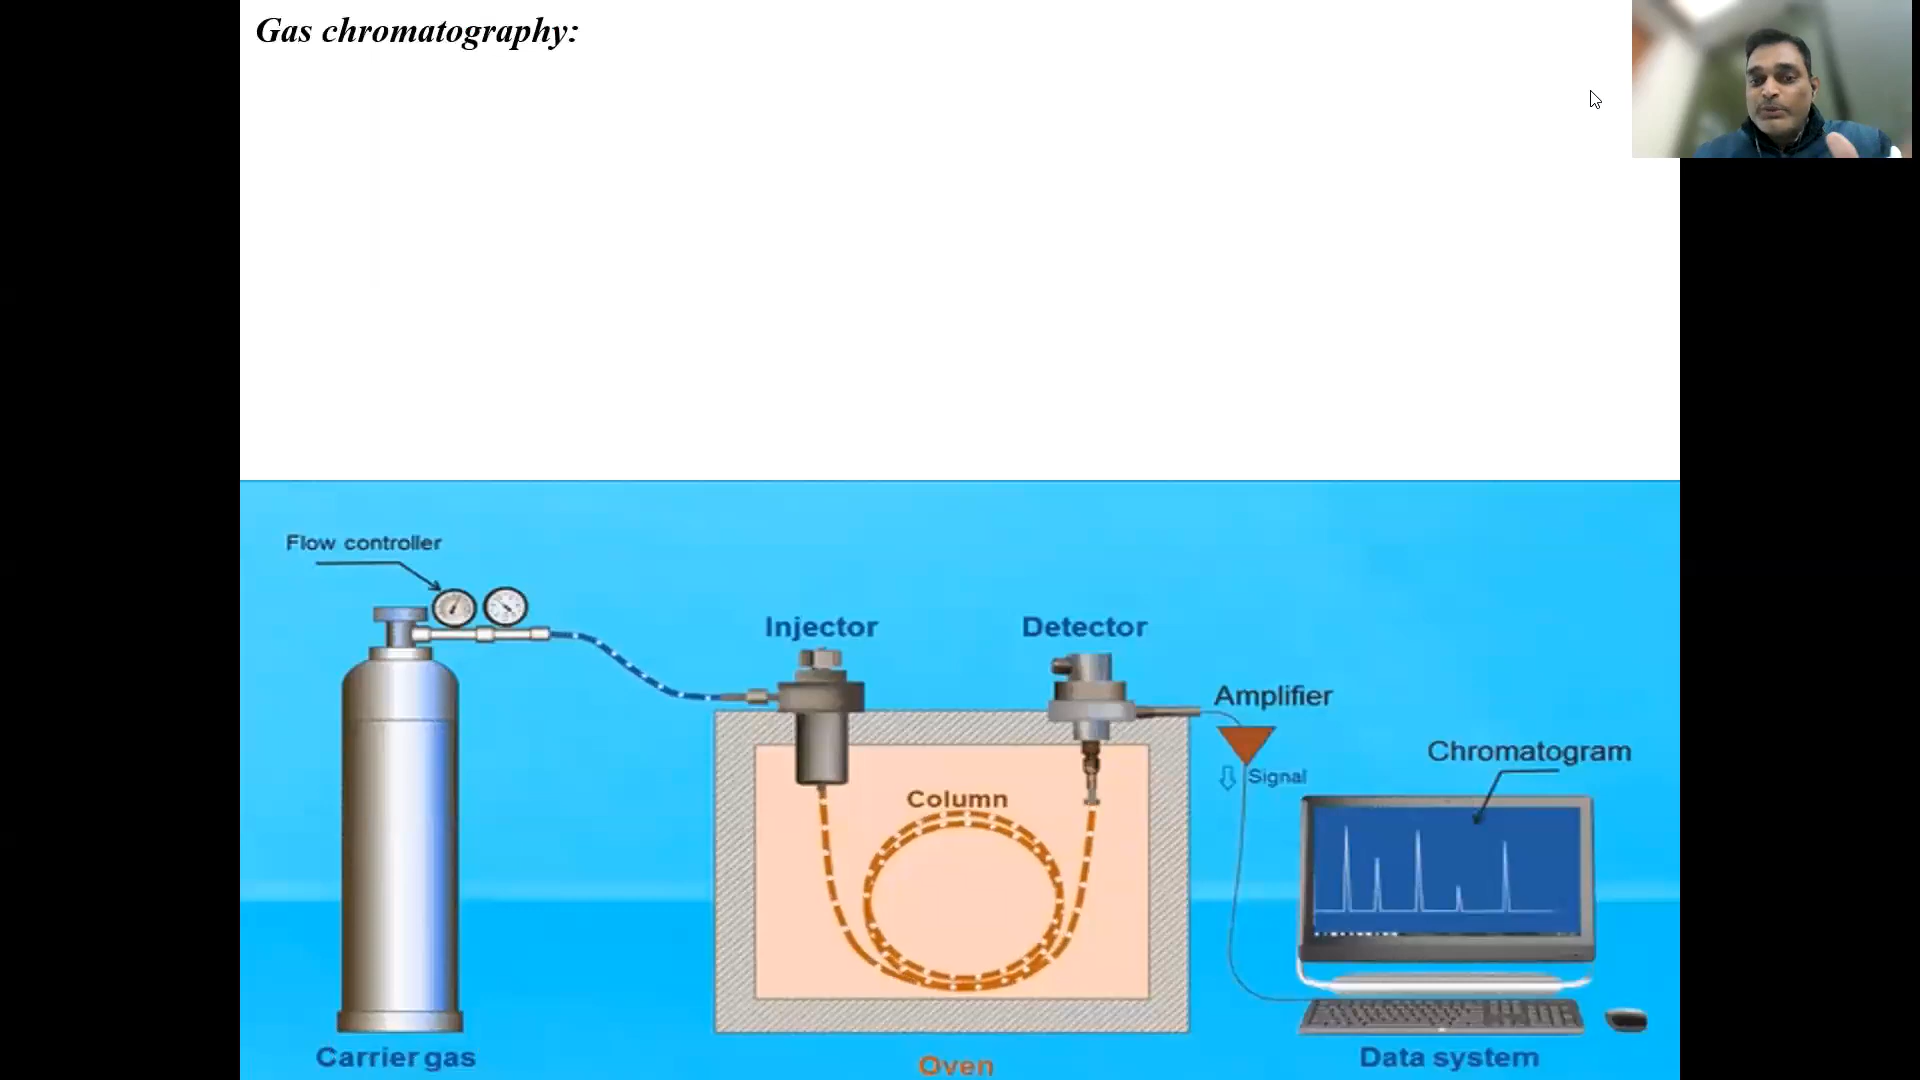 Gas chromatography:
Flow controller
Injector
Detector
Amplifier
Signal
Chromatogram
Column
Carrier gas
Oven
Data system